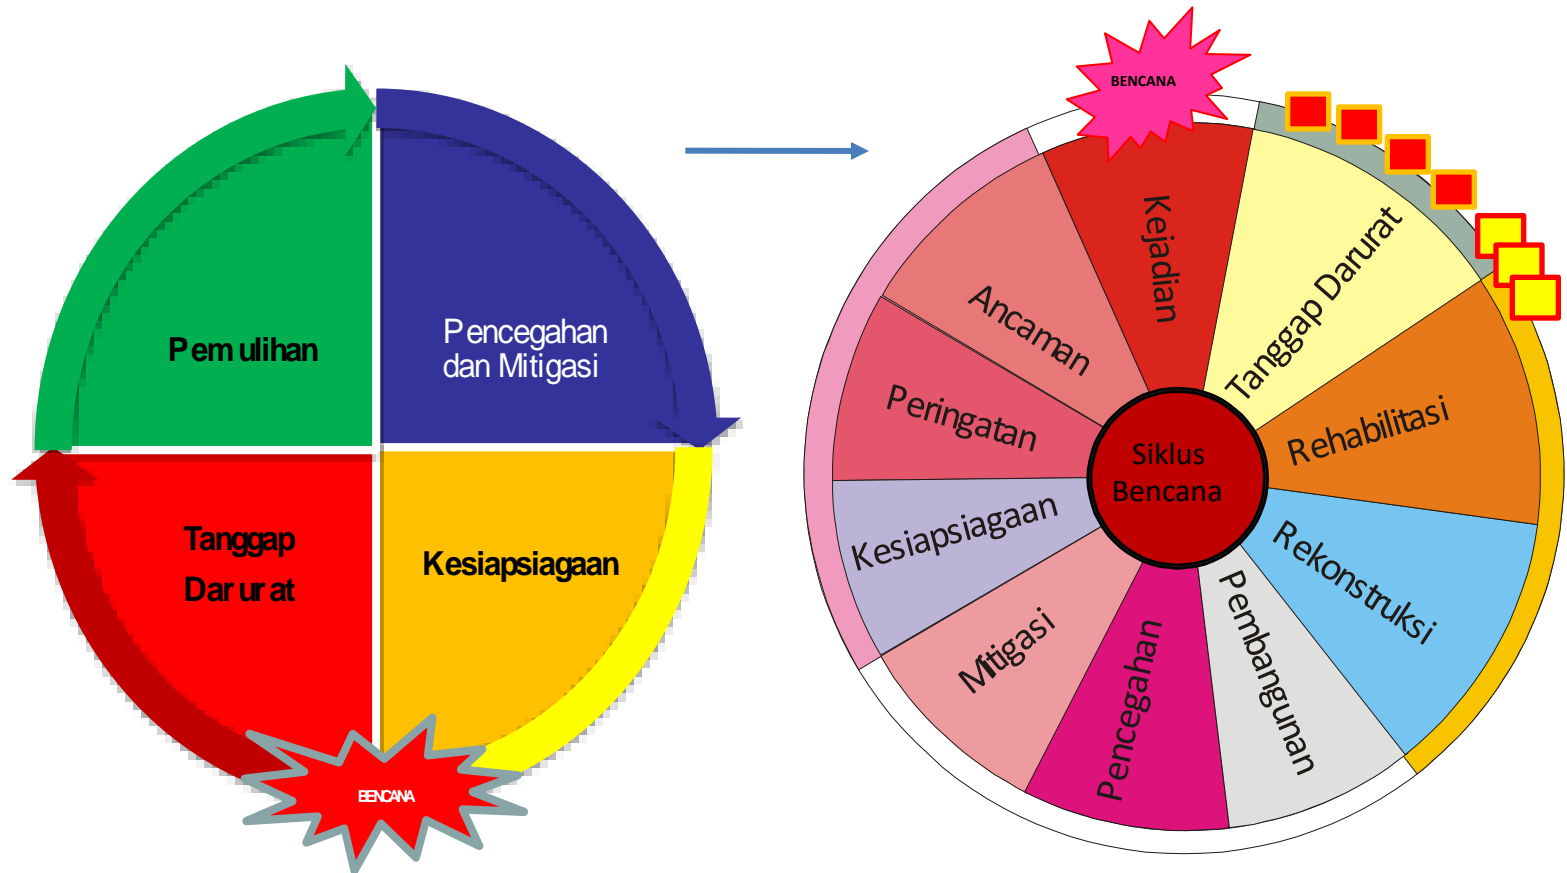 Pemulihan
Pencegahan
dan Mitigasi
Tanggap
Darurat
Kesiapsiagaan
BENCANA
BENCANA
Kejadian
Tanggap Darurat
Rehabilitasi
Rekonstruksi
Pembangunan
Pencegahan
Mitigasi
Kesiapsiagaan
Peringatan
Ancaman
Siklus
Bencana